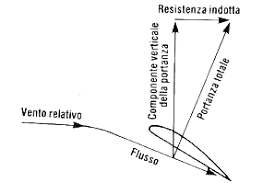 Resistenza indotta
Componente verticale
della portanza
Portanza totale
Vento relativo
Flusso